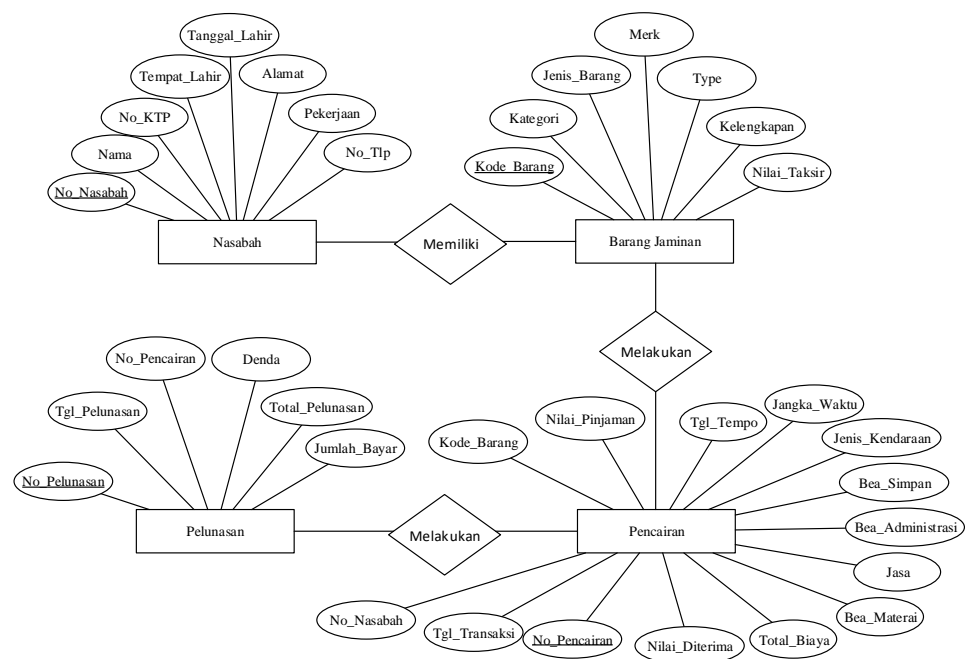 Tanggal_Lahir
Tempat_Lahir
Alamat
No_KTP
Pekerjaan
Nama
No_Tlp
No_Nasabah
Nasabah
Memiliki
Merk
Jenis_Barang
Type
Kategori
Kelengkapan
Kode_Barang
Nilai_Taksir
Barang Jaminan
Melakukan
No_Pencairan
Denda
Tgl_Pelunasan
Total_Pelunasan
Jumlah_Bayar
No_Pelunasan
Pelunasan
Melakukan
Kode_Barang
Nilai_Pinjaman
Tgl_Tempo
Jangka_Waktu
Jenis_Kendaraan
Bea_Simpan
Bea_Administrasi
Jasa
Bea_Materai
Pencairan
No_Nasabah
Tgl_Transaksi
No_Pencairan
Nilai_Diterima
Total_Biaya